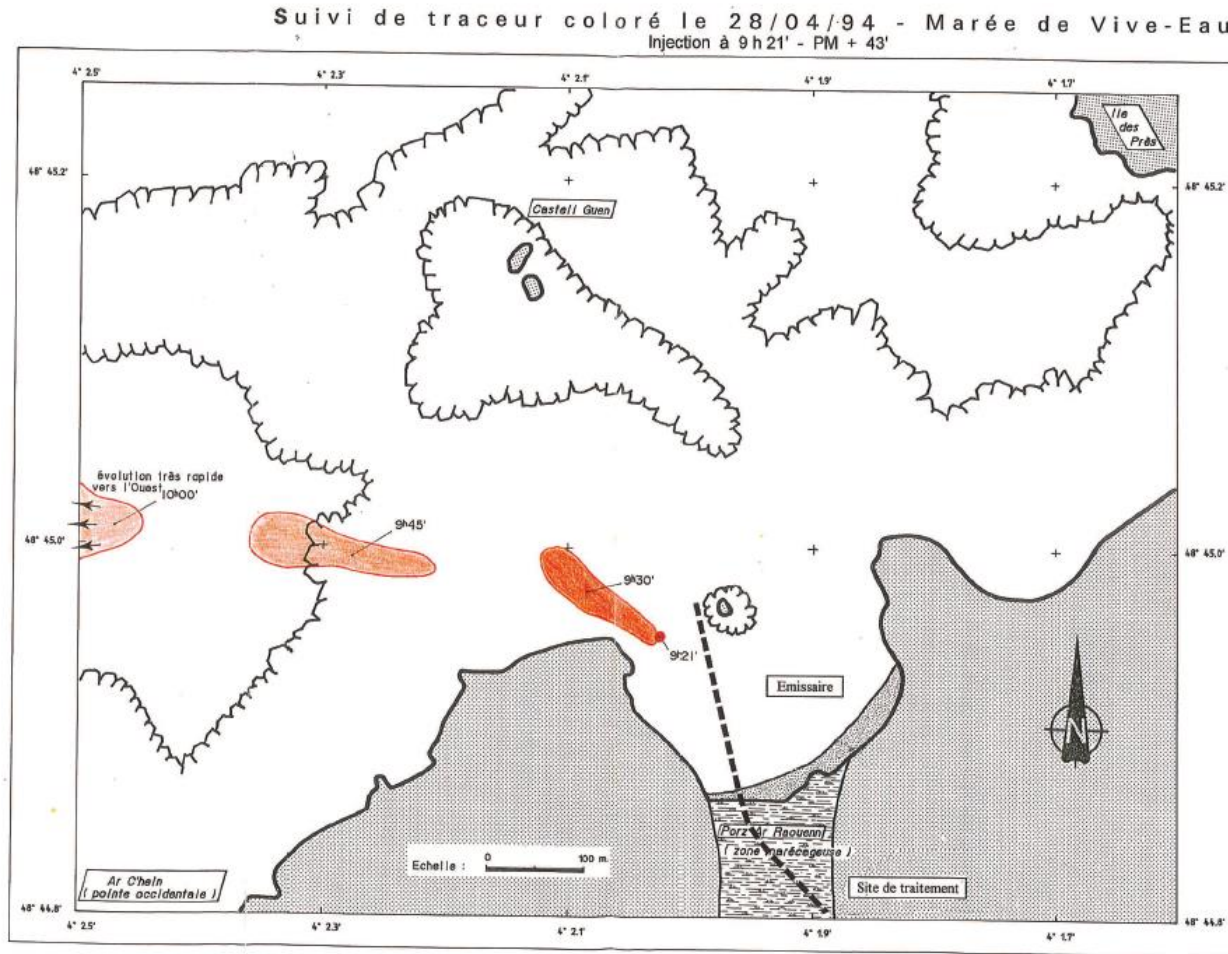 Suivi de traceur coloré le 28/04/94 - Marée de Vive-Eau
Injection à 9 h 21' - PM + 43'
4° 2.5'
4° 2.3'
4° 2.1'
4° 1.9'
4° 1.7'
Ile
des
Près
48° 45.2'
48° 45.2'
Castell Guen
évolution très rapide
vers l'Ouest
10h00'
9h45'
48° 45.0'
48° 45.0'
9h30'
9h21'
Emissaire
N
Porz Ar Raouenn
( zone marécageuse )
Echelle :
0
100 m.
Ar C'hein
( pointe occidentale )
Site de traitement
48° 44.8'
48° 44.8'
4° 2.5'
4° 2.3'
4° 2.1'
4° 1.9'
4° 1.7'